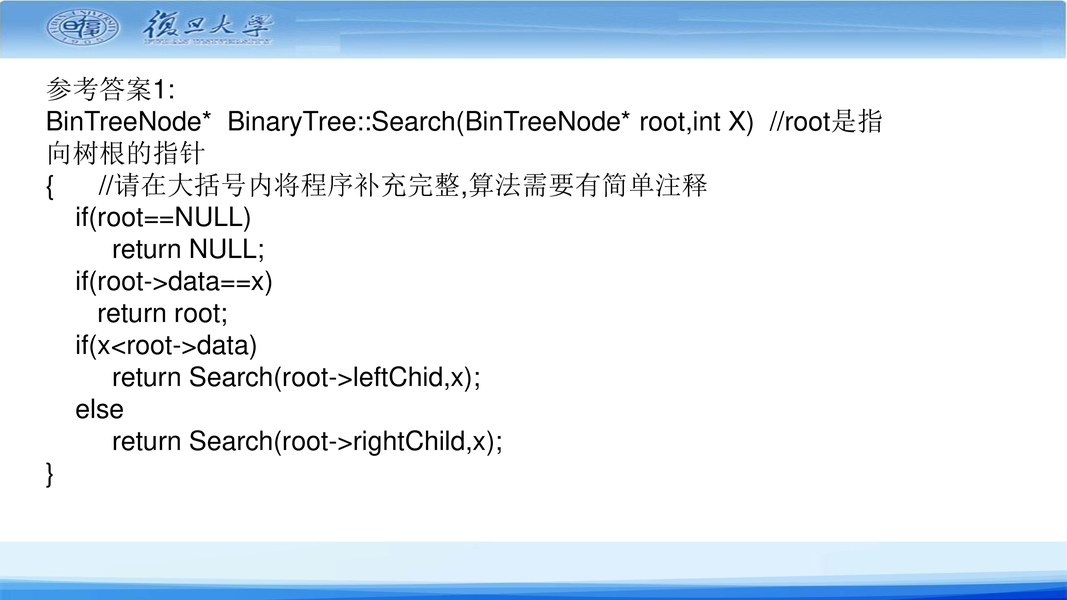 復旦大學
参考答案1:
BinTreeNode*  BinaryTree::Search(BinTreeNode* root,int X)  //root是指
向树根的指针
{      //请在大括号内将程序补充完整,算法需要有简单注释
if(root==NULL)
return NULL;
if(root->data==x)
return root;
if(x<root->data)
return Search(root->leftChid,x);
else
return Search(root->rightChild,x);
}